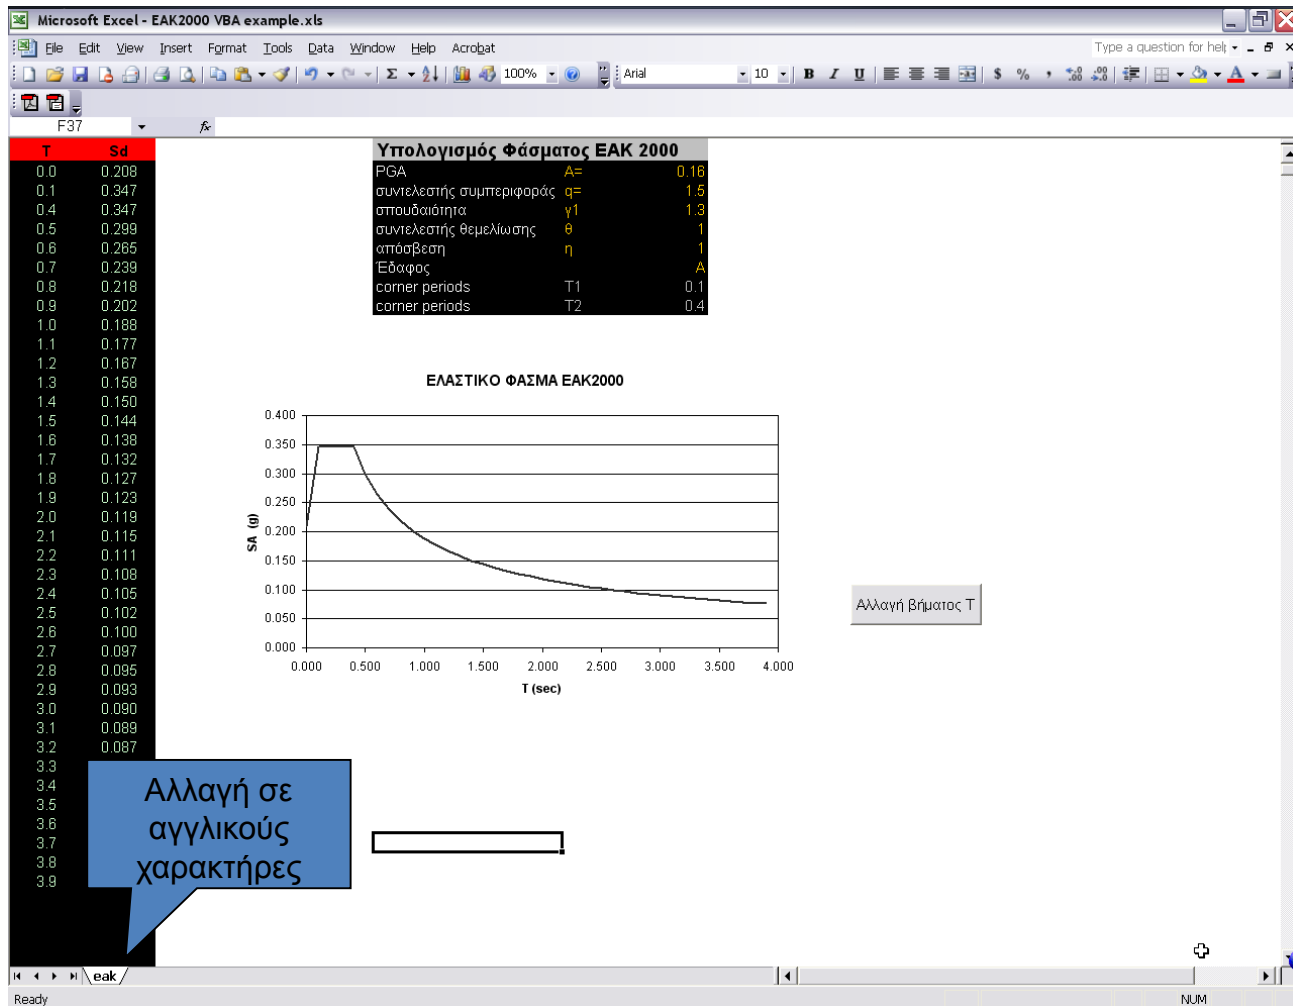 Microsoft Excel - EAK2000 VBA example.xls
File Edit View Insert Format Tools Data Window Help Acrobat Type a question for help
100% Arial 10 B I U $ % ,
F37 fx
T Sd
0.0 0.208
0.1 0.347
0.4 0.347
0.5 0.299
0.6 0.265
0.7 0.239
0.8 0.218
0.9 0.202
1.0 0.188
1.1 0.177
1.2 0.167
1.3 0.158
1.4 0.150
1.5 0.144
1.6 0.138
1.7 0.132
1.8 0.127
1.9 0.123
2.0 0.119
2.1 0.115
2.2 0.111
2.3 0.108
2.4 0.105
2.5 0.102
2.6 0.100
2.7 0.097
2.8 0.095
2.9 0.093
3.0 0.090
3.1 0.089
3.2 0.087
3.3
3.4
3.5
3.6
3.7
3.8
3.9
Υπολογισμός Φάσματος ΕΑΚ 2000
PGA A= 0.16
συντελεστής συμπεριφοράς q= 1.5
σπουδαιότητα γ1 1.3
συντελεστής θεμελίωσης θ 1
απόσβεση η 1
Έδαφος A
corner periods T1 0.1
corner periods T2 0.4
ΕΛΑΣΤΙΚΟ ΦΑΣΜΑ ΕΑΚ2000
0.400
0.350
0.300
0.250
0.200
0.150
0.100
0.050
0.000
SA (g)
0.000 0.500 1.000 1.500 2.000 2.500 3.000 3.500 4.000
T (sec)
Αλλαγή βήματος Τ
Αλλαγή σε
αγγλικούς
χαρακτήρες
eak
Ready NUM